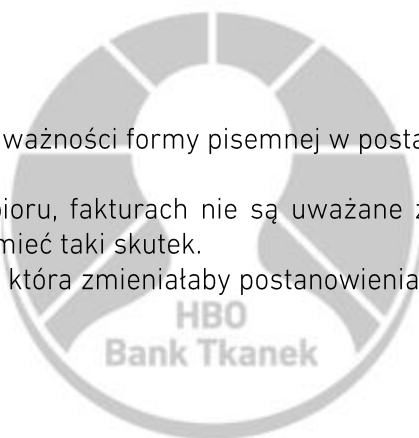 ważności formy pisemnej w posta
ioru, fakturach nie są uważane z
mieć taki skutek.
która zmieniałaby postanowienia
HBO
Bank Tkanek